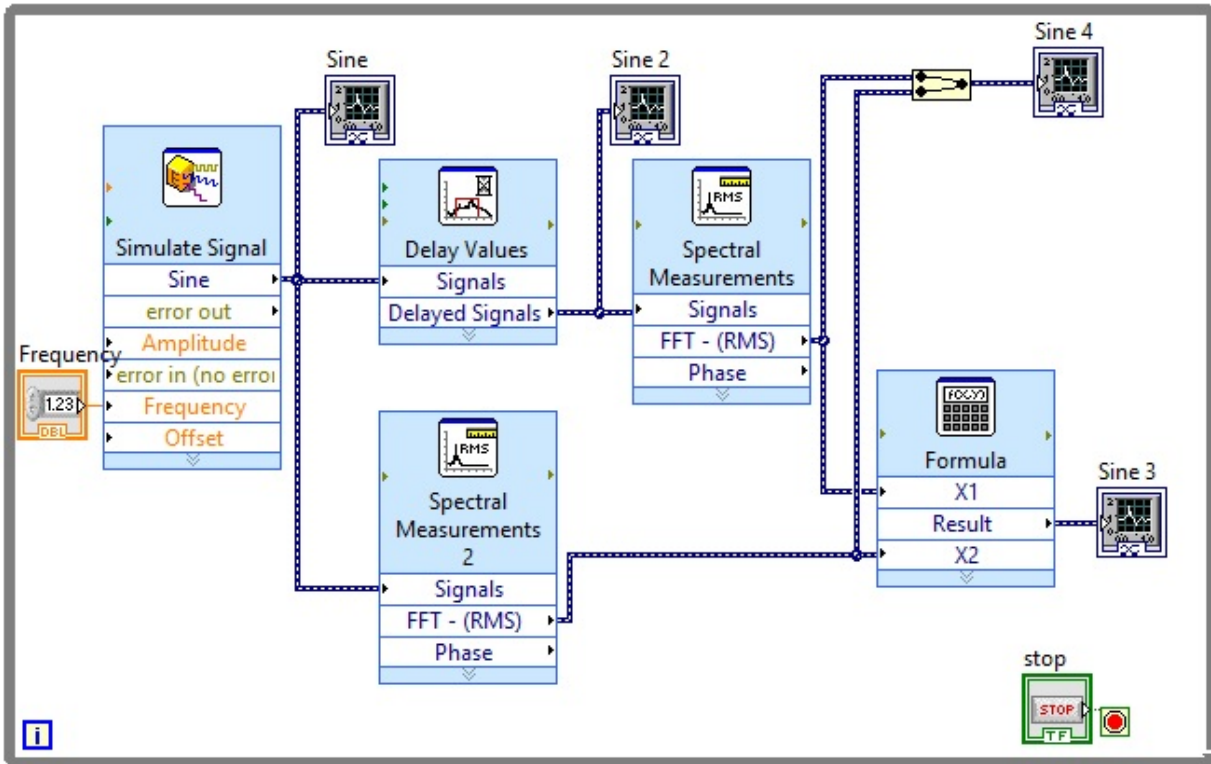 Sine 4
Sine
Sine 2
Simulate Signal
Sine
error out
Amplitude
error in (no error
Frequency
Offset
Frequency
1.23
DBL
Delay Values
Signals
Delayed Signals
RMS
Spectral
Measurements
Signals
FFT - (RMS)
Phase
RMS
Spectral
Measurements
2
Signals
FFT - (RMS)
Phase
Formula
X1
Result
X2
Sine 3
stop
STOP
TF
i